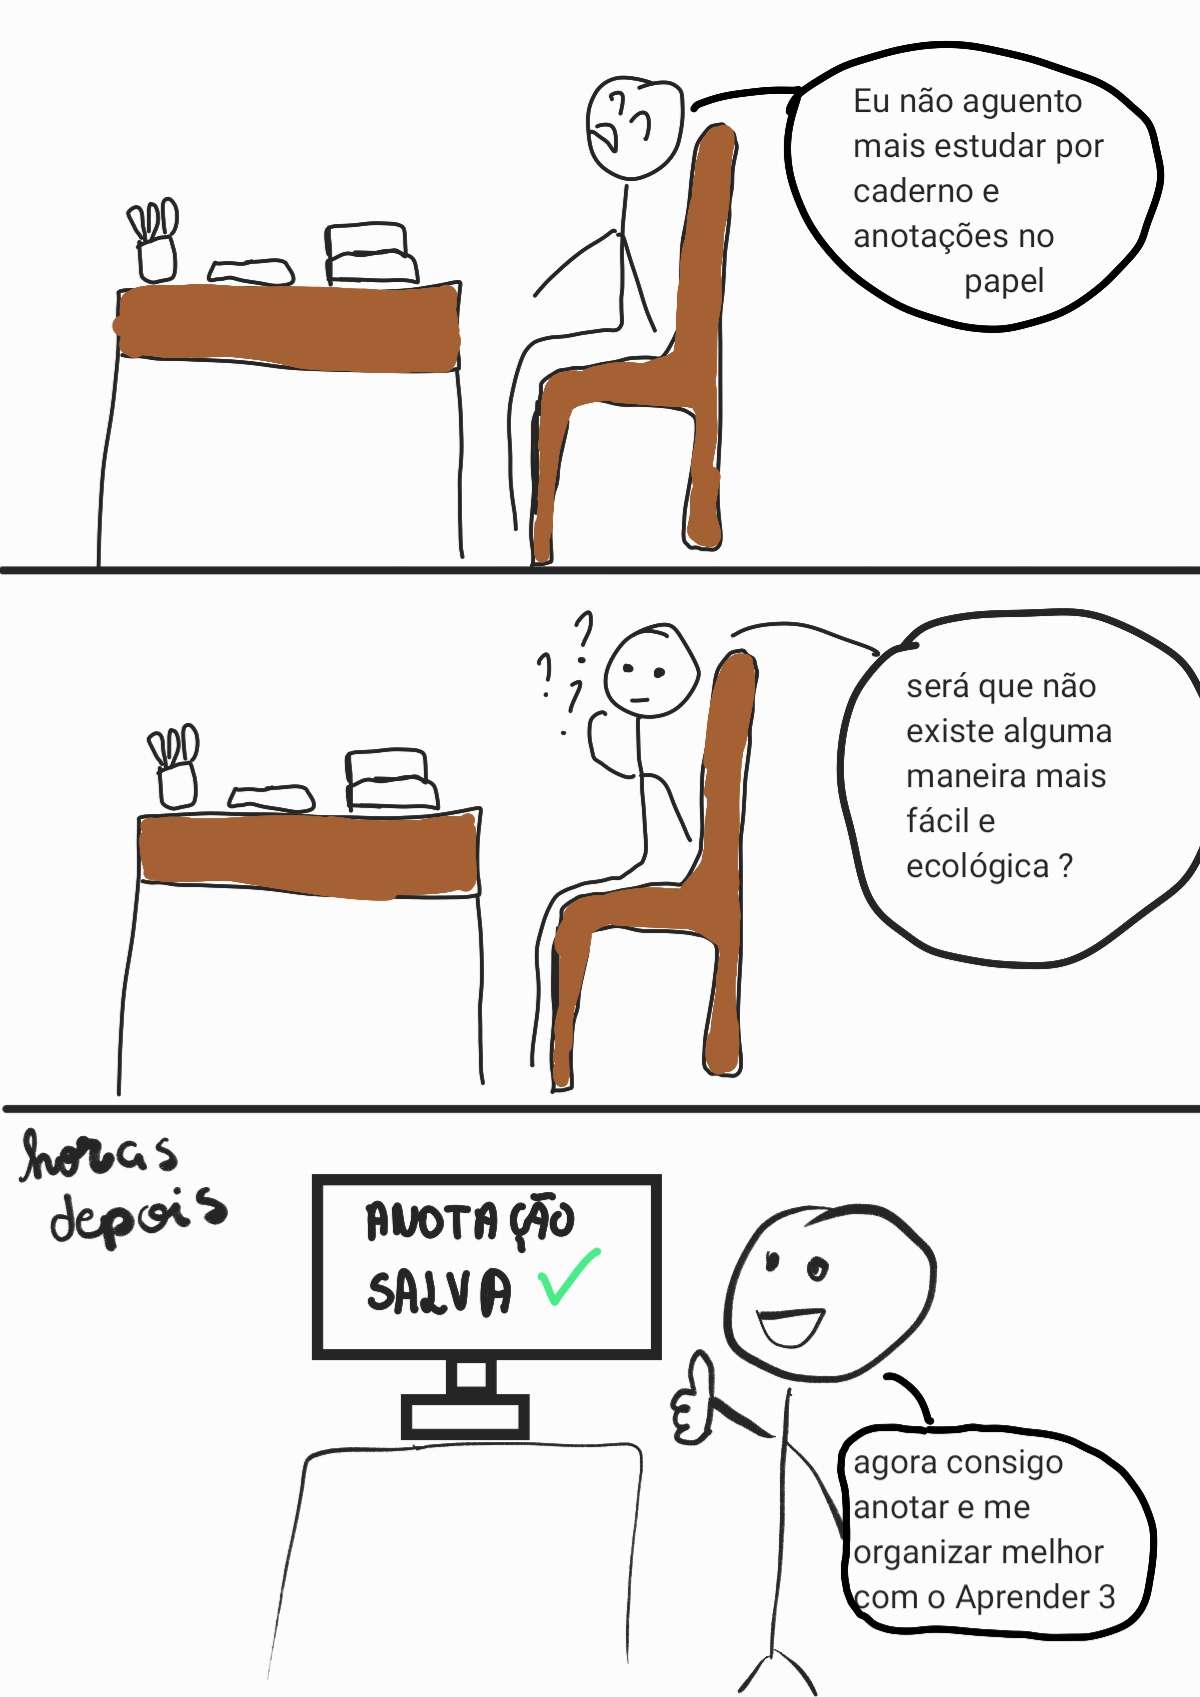 Eu não aguento
mais estudar por
caderno e
anotações no
papel
?
?
?
será que não
existe alguma
maneira mais
fácil e
ecológica ?
horas
depois
ANOTAÇÃO
SALVA
agora consigo
anotar e me
organizar melhor
com o Aprender 3